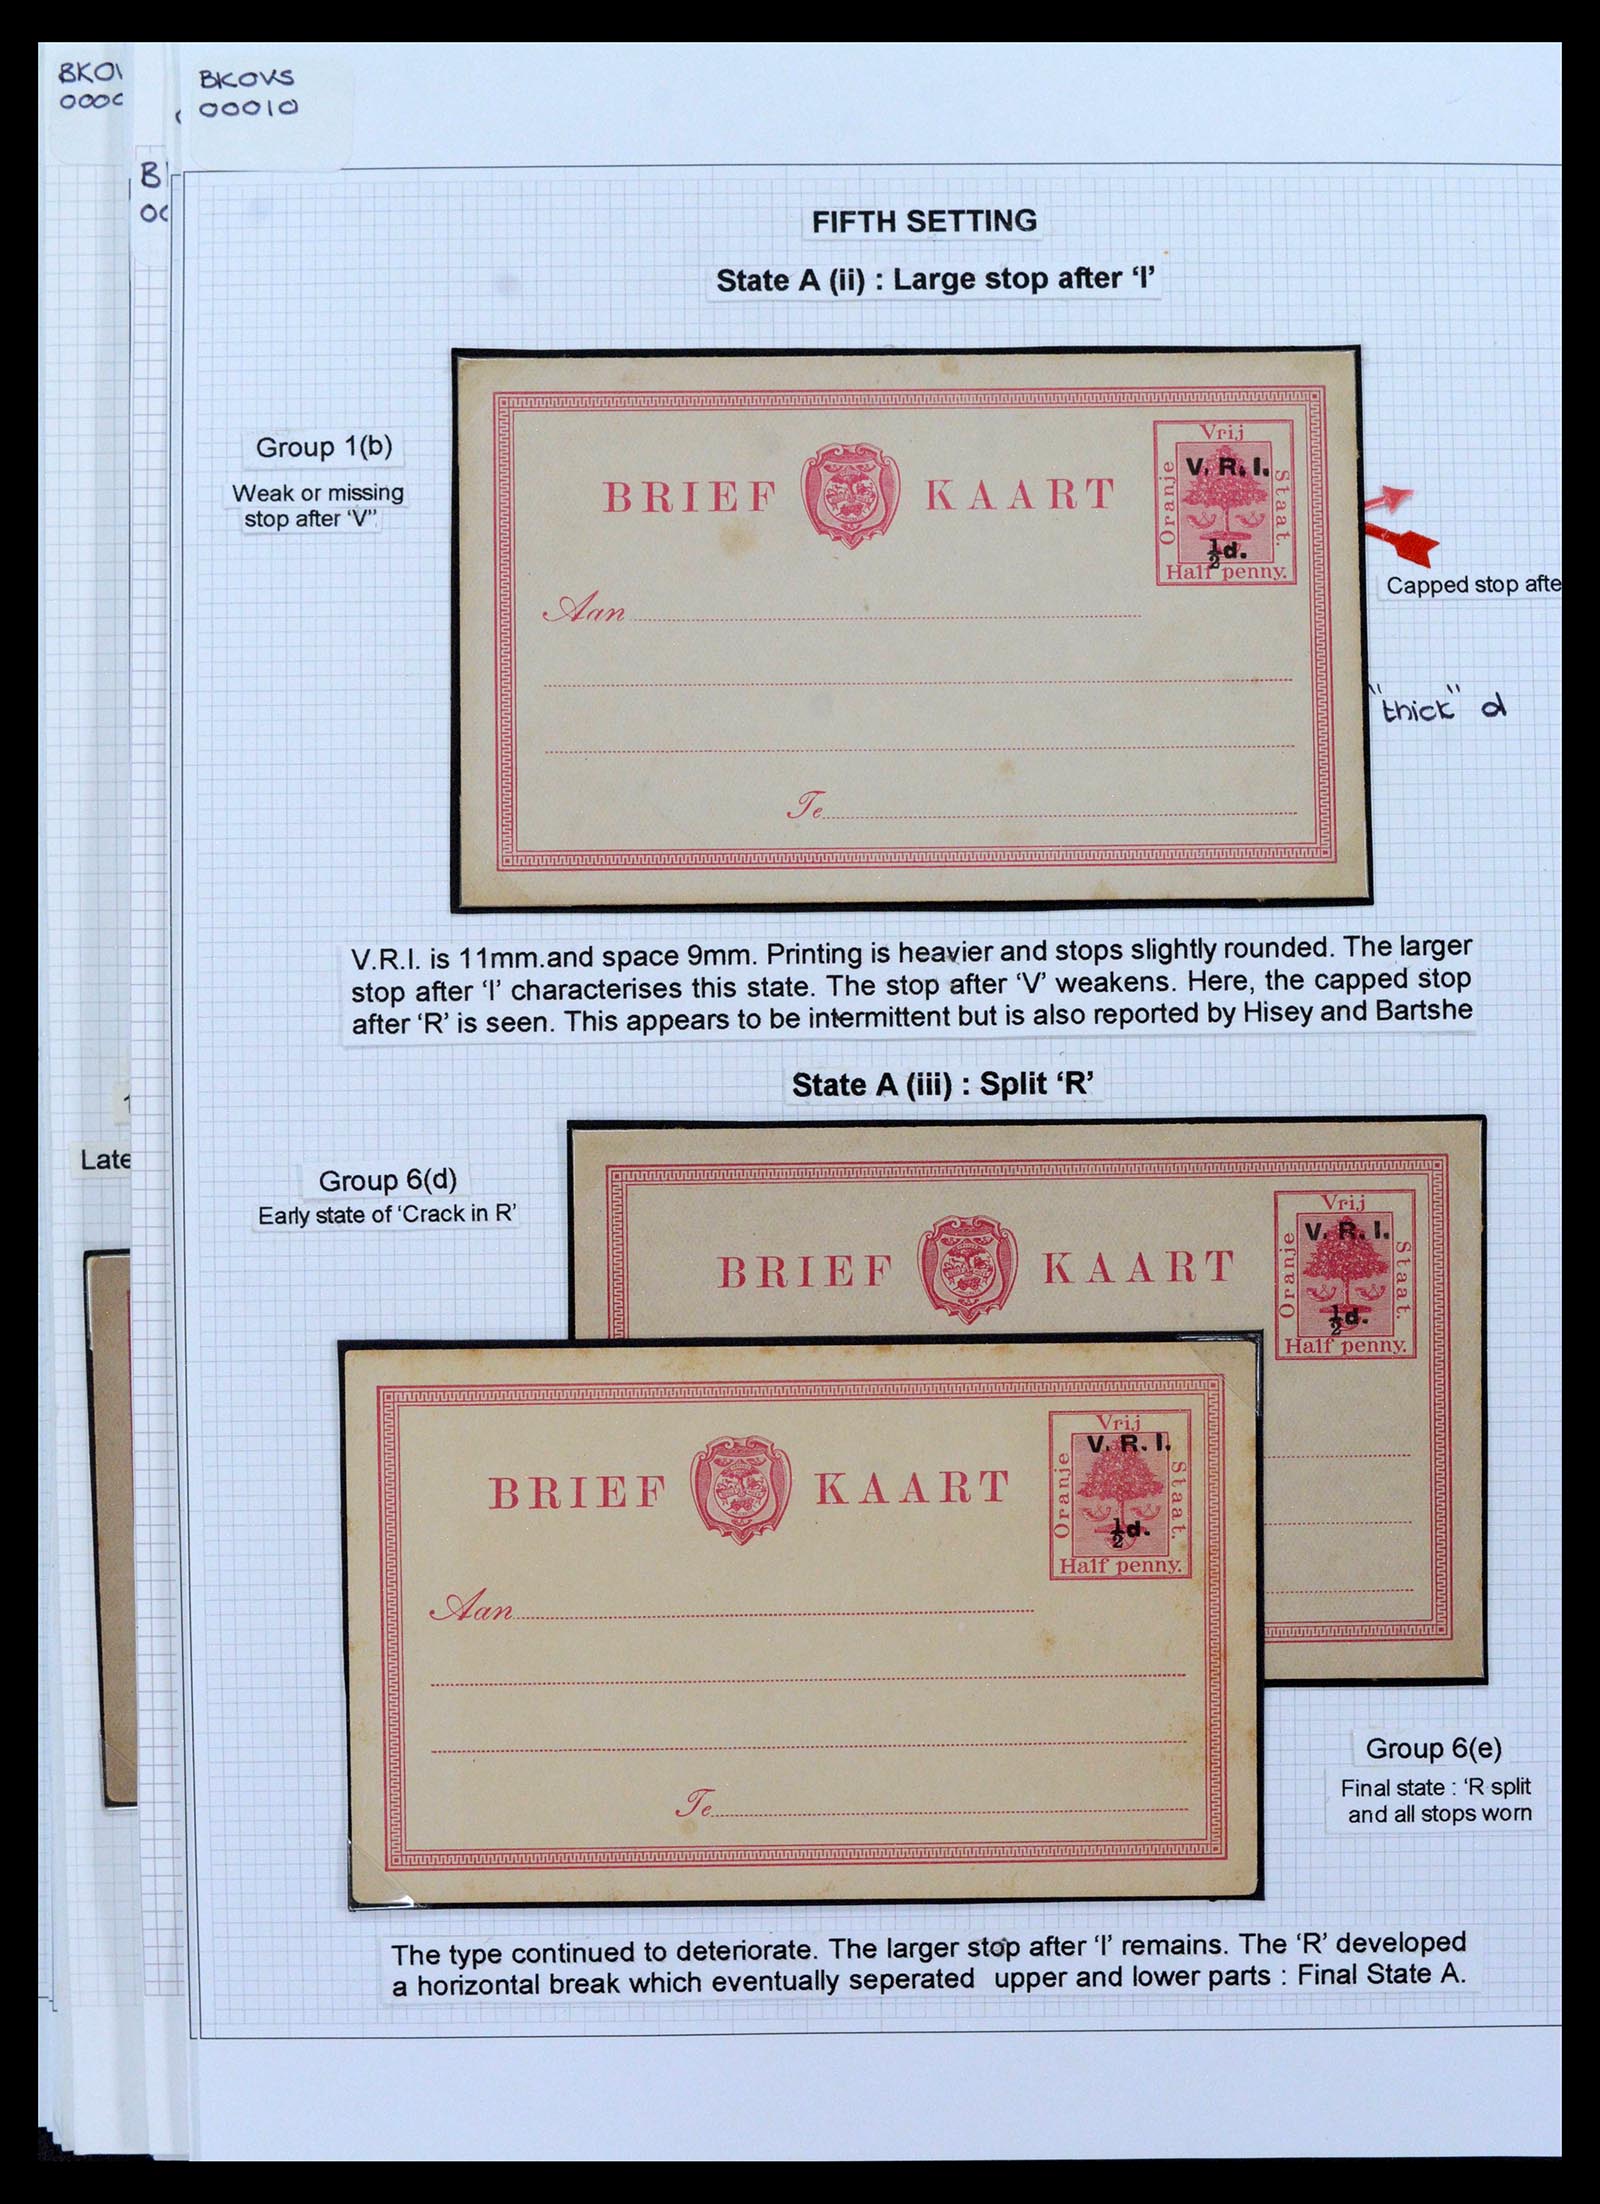 BKOVS
00010
FIFTH SETTING
State A (ii) : Large stop after ‘I’
Group 1(b)
Weak or missing
stop after ‘V”
BRIEF KAART
Vrij
Oranje
Staat.
V. R. I.
½d.
Half penny.
Aan
Te
Capped stop afte
"thick" d
V.R.I. is 11mm.and space 9mm. Printing is heavier and stops slightly rounded. The larger
stop after ‘I’ characterises this state. The stop after ‘V’ weakens. Here, the capped stop
after ‘R’ is seen. This appears to be intermittent but is also reported by Hisey and Bartshe
State A (iii) : Split ‘R’
Late
Group 6(d)
Early state of ‘Crack in R’
BRIEF KAART
Vrij
Oranje
Staat.
V. R. I.
½d.
Half penny.
BRIEF KAART
Vrij
Oranje
Staat.
V. R. I.
½d.
Half penny.
Aan
Te
Group 6(e)
Final state : ‘R split
and all stops worn
The type continued to deteriorate. The larger stop after ‘I’ remains. The ‘R’ developed
a horizontal break which eventually seperated upper and lower parts : Final State A.